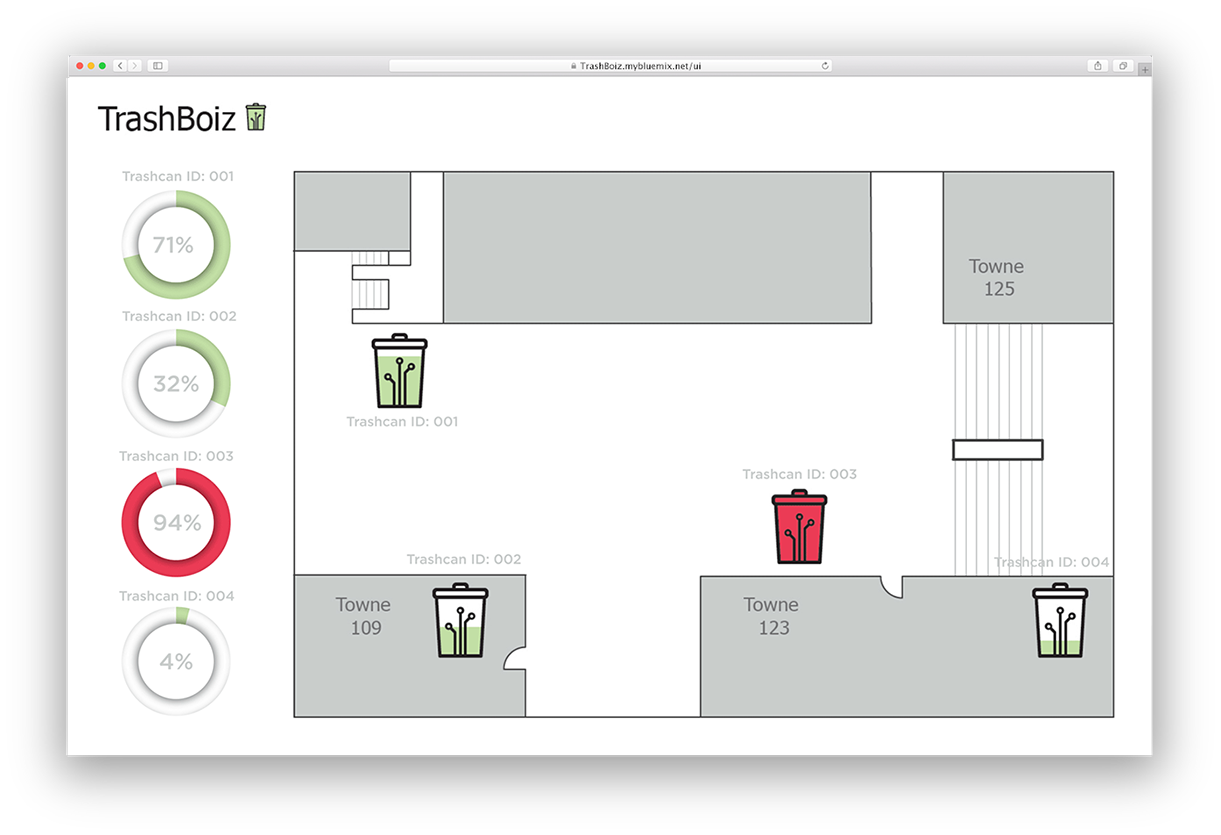 TrashBoiz.mybluemix.net/ui
TrashBoiz
Trashcan ID: 001
71%
Trashcan ID: 002
32%
Trashcan ID: 003
94%
Trashcan ID: 004
4%
Towne
125
Trashcan ID: 001
Trashcan ID: 003
Trashcan ID: 002
Trashcan ID: 004
Towne
109
Towne
123